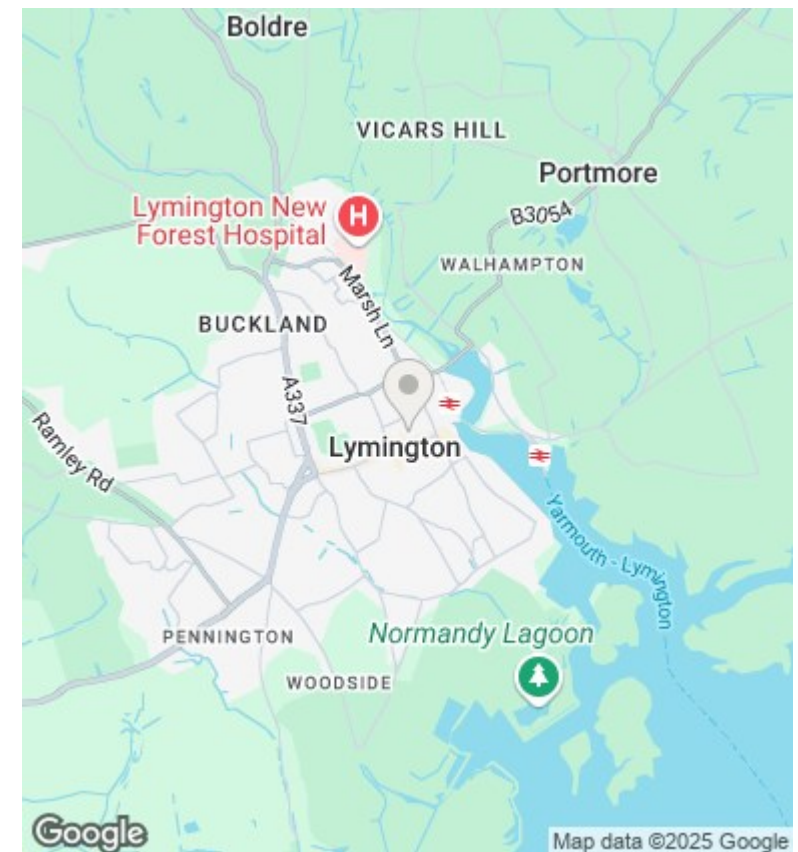 Boldre
VICARS HILL
Portmore
Lymington New
Forest Hospital
H
B3054
WALHAMPTON
Marsh Ln
BUCKLAND
A337
Ramley Rd
Lymington
Yarmouth - Lymington
PENNINGTON
Normandy Lagoon
WOODSIDE
Google
Map data ©2025 Google